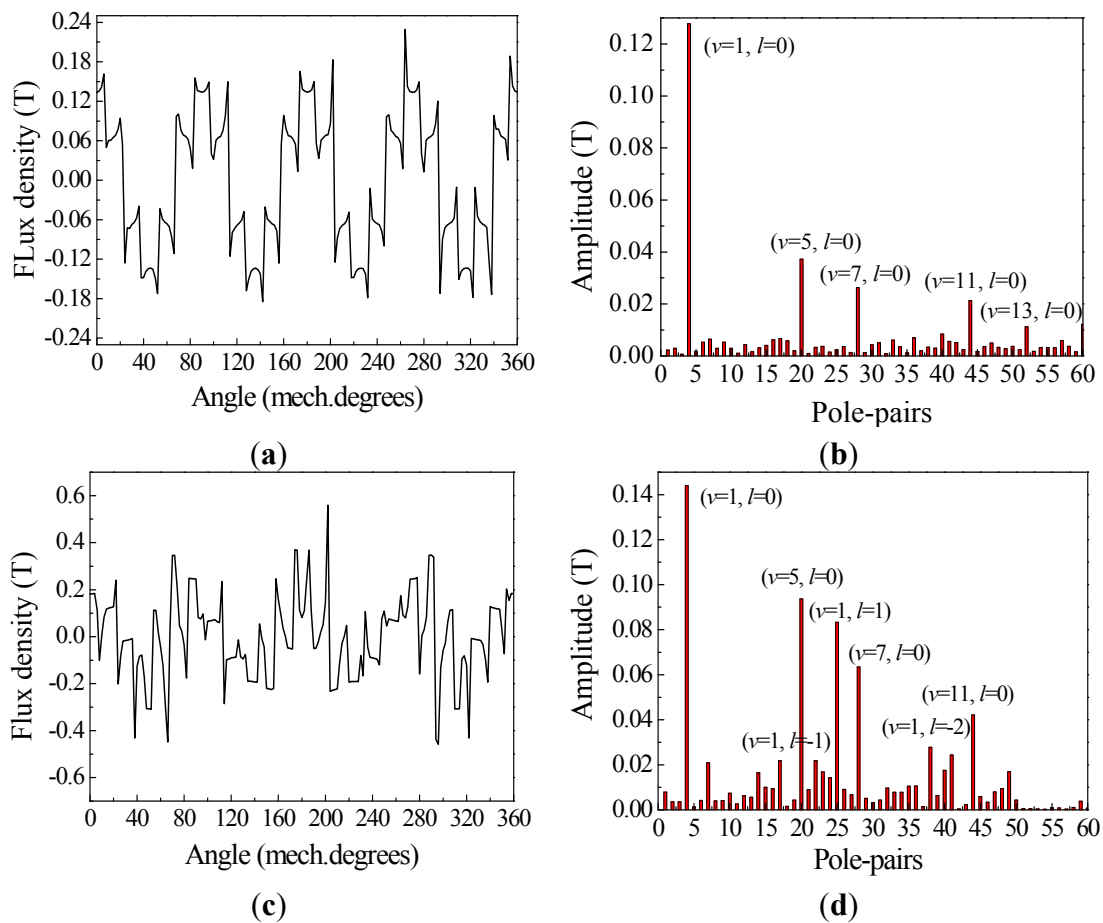 0.24
0.18
0.12
0.06
0.00
-0.06
-0.12
-0.18
-0.24
FLux density (T)
0 40 80 120 160 200 240 280 320 360
Angle (mech.degrees)
(a)
0.12
0.10
0.08
0.06
0.04
0.02
0.00
Amplitude (T)
(v=1, l=0)
(v=5, l=0)
(v=7, l=0)
(v=11, l=0)
(v=13, l=0)
0 5 10 15 20 25 30 35 40 45 50 55 60
Pole-pairs
(b)
0.6
0.4
0.2
0.0
-0.2
-0.4
-0.6
Flux density (T)
0 40 80 120 160 200 240 280 320 360
Angle (mech.degrees)
(c)
0.14
0.12
0.10
0.08
0.06
0.04
0.02
0.00
Amplitude (T)
(v=1, l=0)
(v=5, l=0)
(v=1, l=1)
(v=7, l=0)
(v=11, l=0)
(v=1, l=-1)
(v=1, l=-2)
0 5 10 15 20 25 30 35 40 45 50 55 60
Pole-pairs
(d)